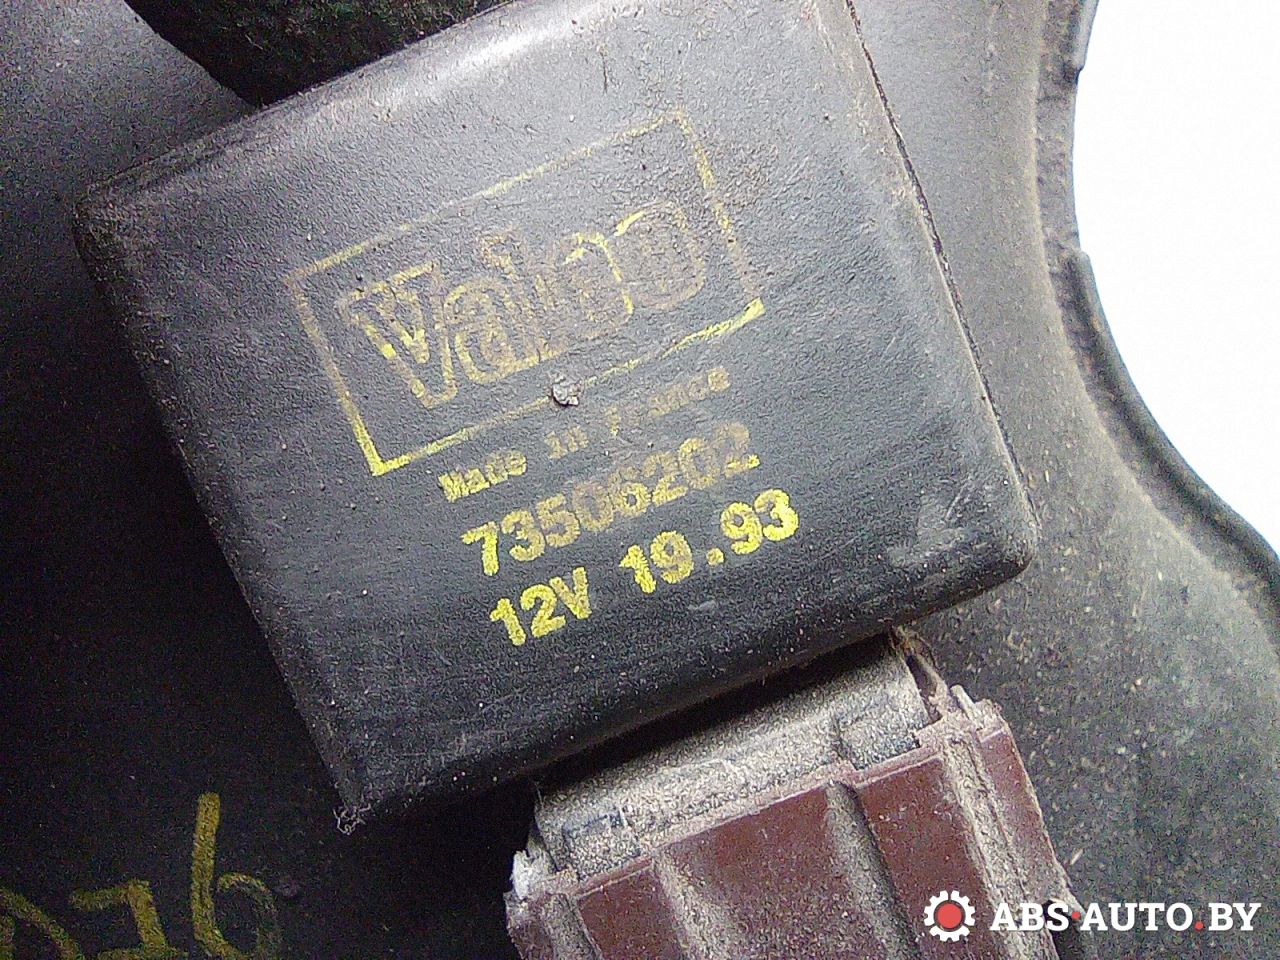 Valeo
Made in France
73506202
12V 19.93
ABS-AUTO.BY